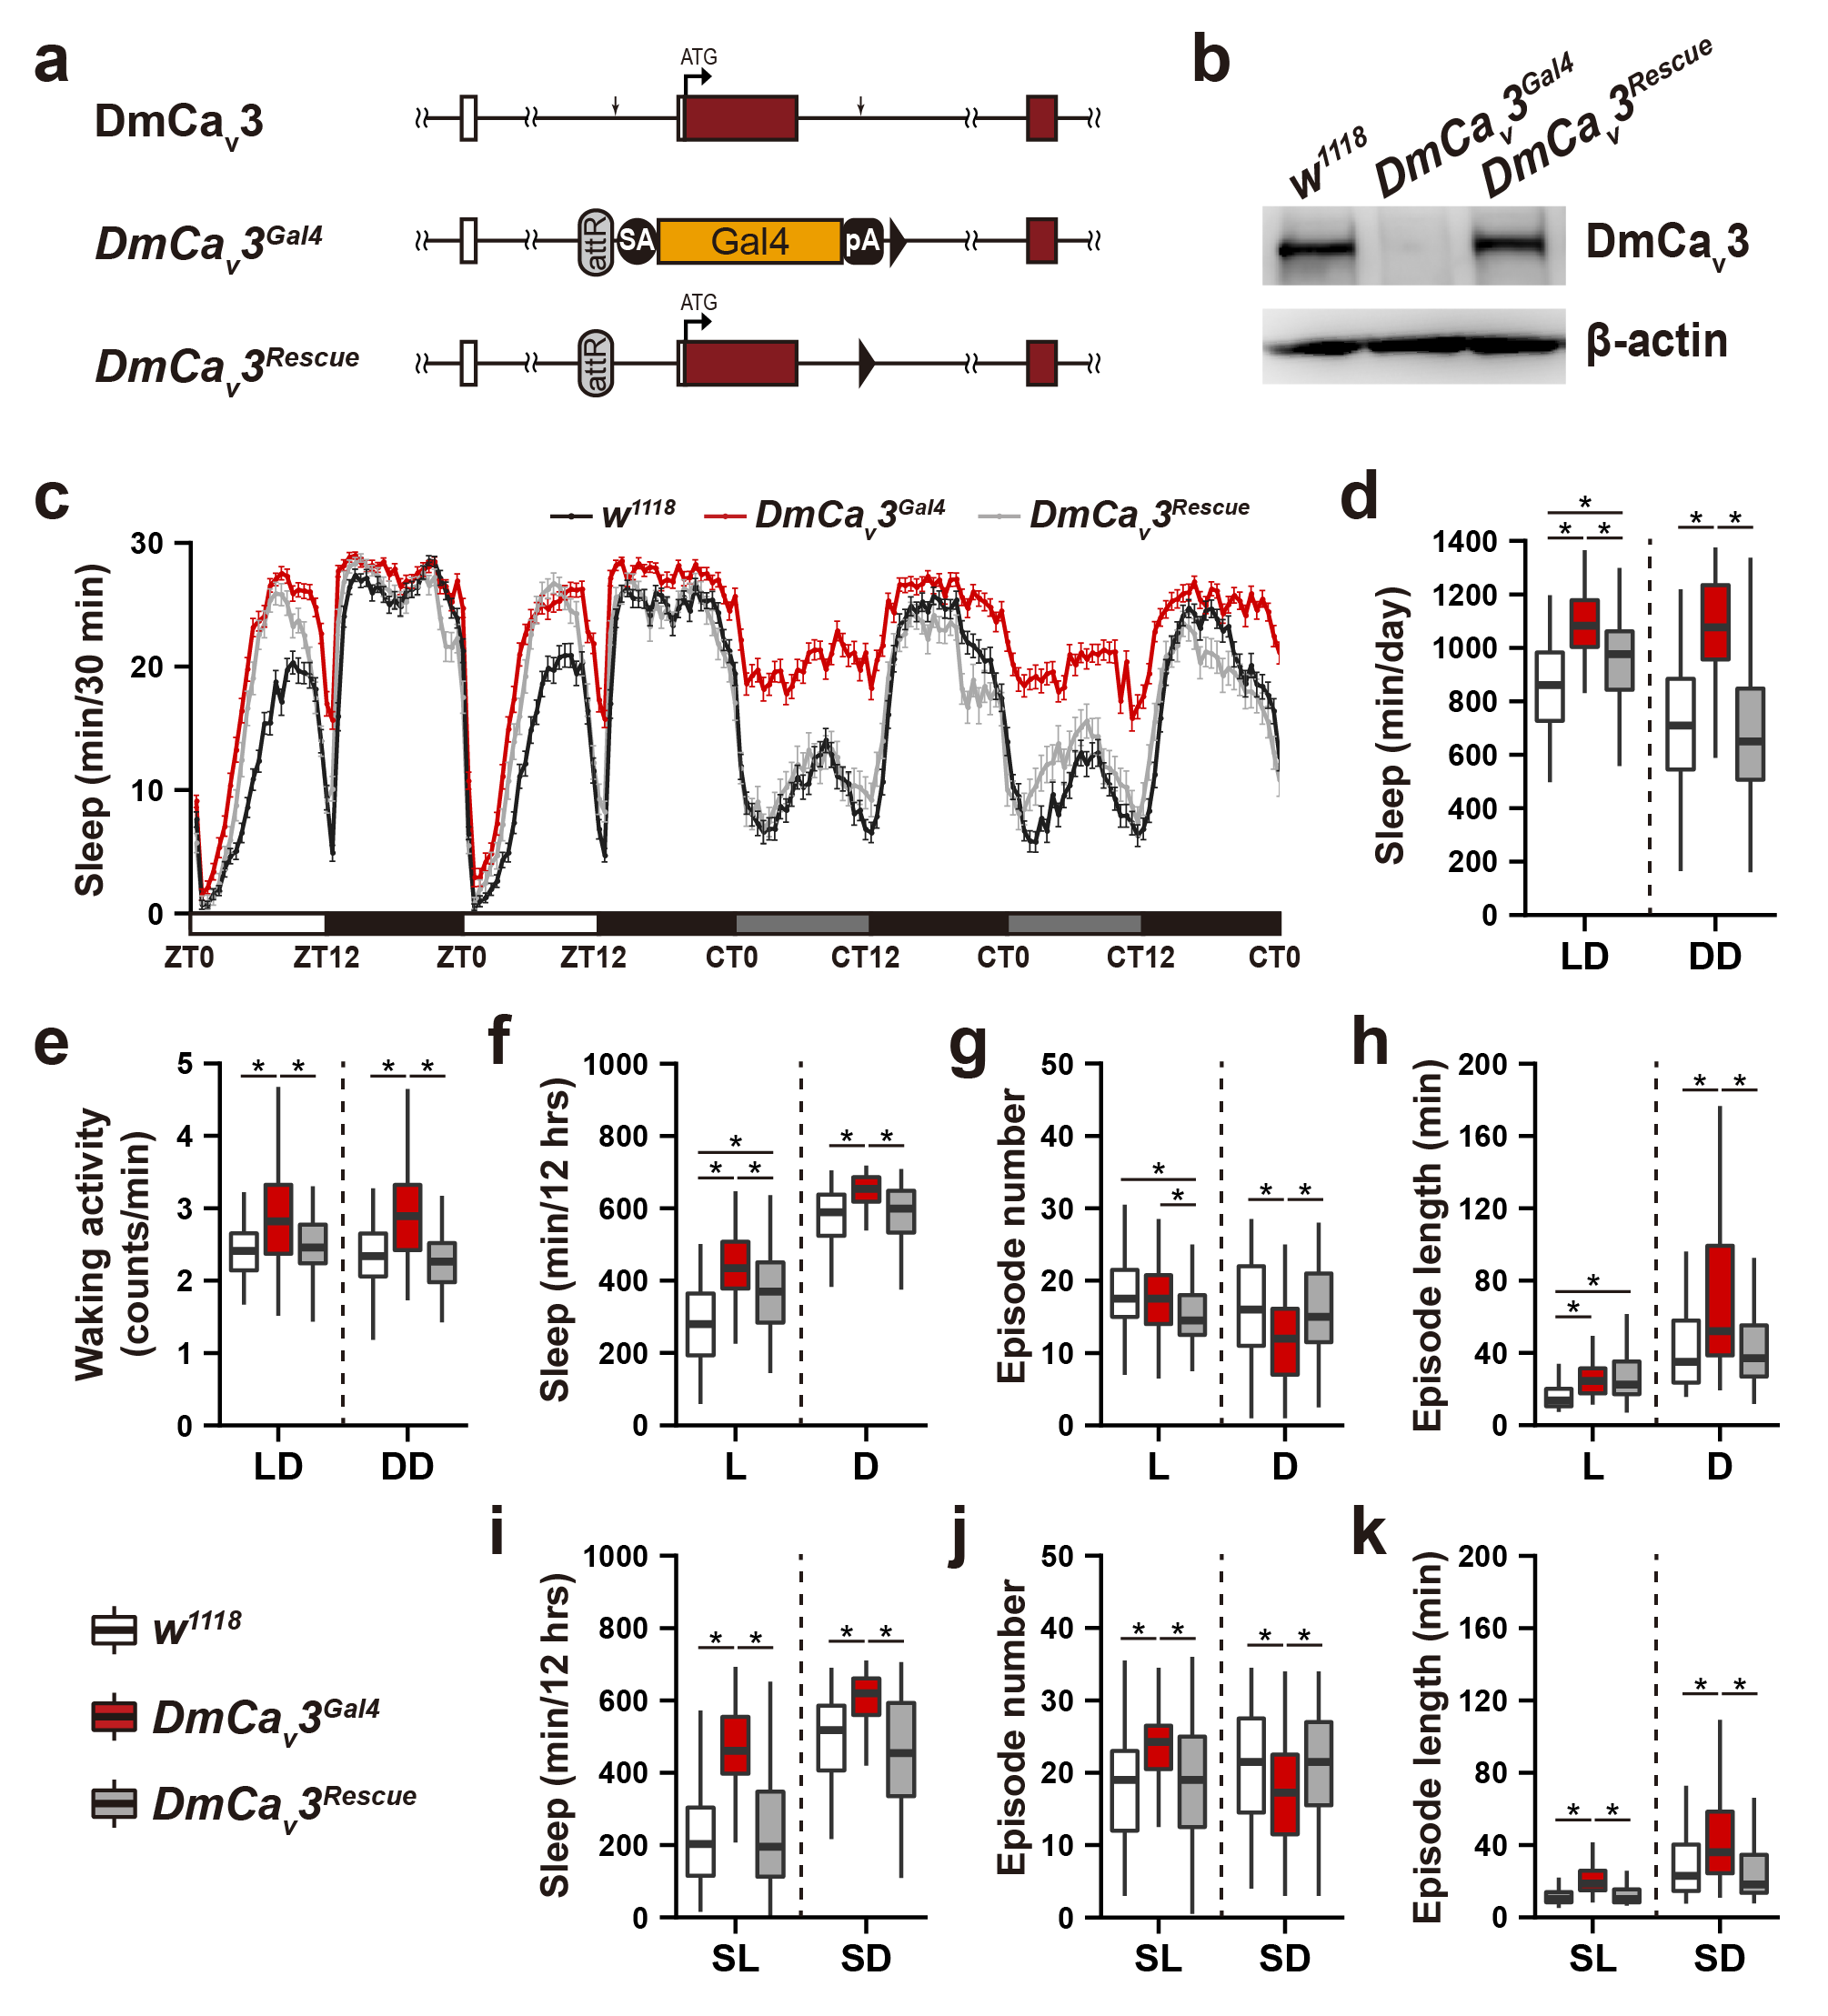 a
ATG
DmCav3
DmCav3Gal4
attR
SA
Gal4
pA
ATG
DmCav3Rescue
attR
b
w1118
DmCav3Gal4
DmCav3Rescue
DmCav3
β-actin
c
w1118
DmCav3Gal4
DmCav3Rescue
Sleep (min/30 min)
30
20
10
0
ZT0 ZT12 ZT0 ZT12 CT0 CT12 CT0 CT12 CT0
d
Sleep (min/day)
1400
1200
1000
800
600
400
200
0
* * *
* *
LD DD
e
Waking activity
(counts/min)
5
4
3
2
1
0
* *
* *
LD DD
f
Sleep (min/12 hrs)
1000
800
600
400
200
0
*
* *
* *
L D
g
Episode number
50
40
30
20
10
0
*
*
* *
L D
h
Episode length (min)
200
160
120
80
40
0
*
*
* *
L D
w1118
DmCav3Gal4
DmCav3Rescue
i
Sleep (min/12 hrs)
1000
800
600
400
200
0
* *
* *
SL SD
j
Episode number
50
40
30
20
10
0
* *
* *
SL SD
k
Episode length (min)
200
160
120
80
40
0
* *
* *
SL SD